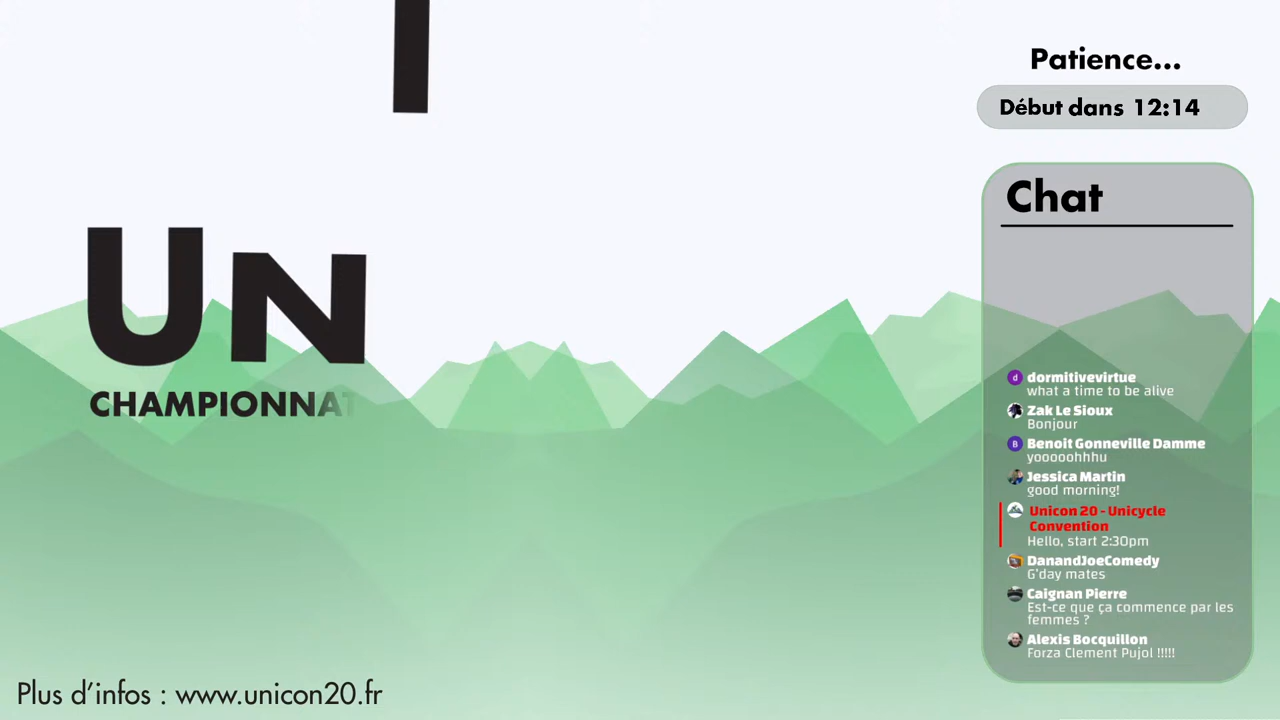 I
UN
CHAMPIONNAT
Patience...
Début dans 12:14
Chat
d
dormitivevirtue
what a time to be alive
Zak Le Sioux
Bonjour
B
Benoit Gonneville Damme
yooooohhhu
Jessica Martin
good morning!
Unicon 20 - Unicycle
Convention
Hello, start 2:30pm
DanandJoeComedy
G'day mates
Caignan Pierre
Est-ce que ça commence par les
femmes ?
Alexis Bocquillon
Forza Clement Pujol !!!!!
Plus d'infos : www.unicon20.fr